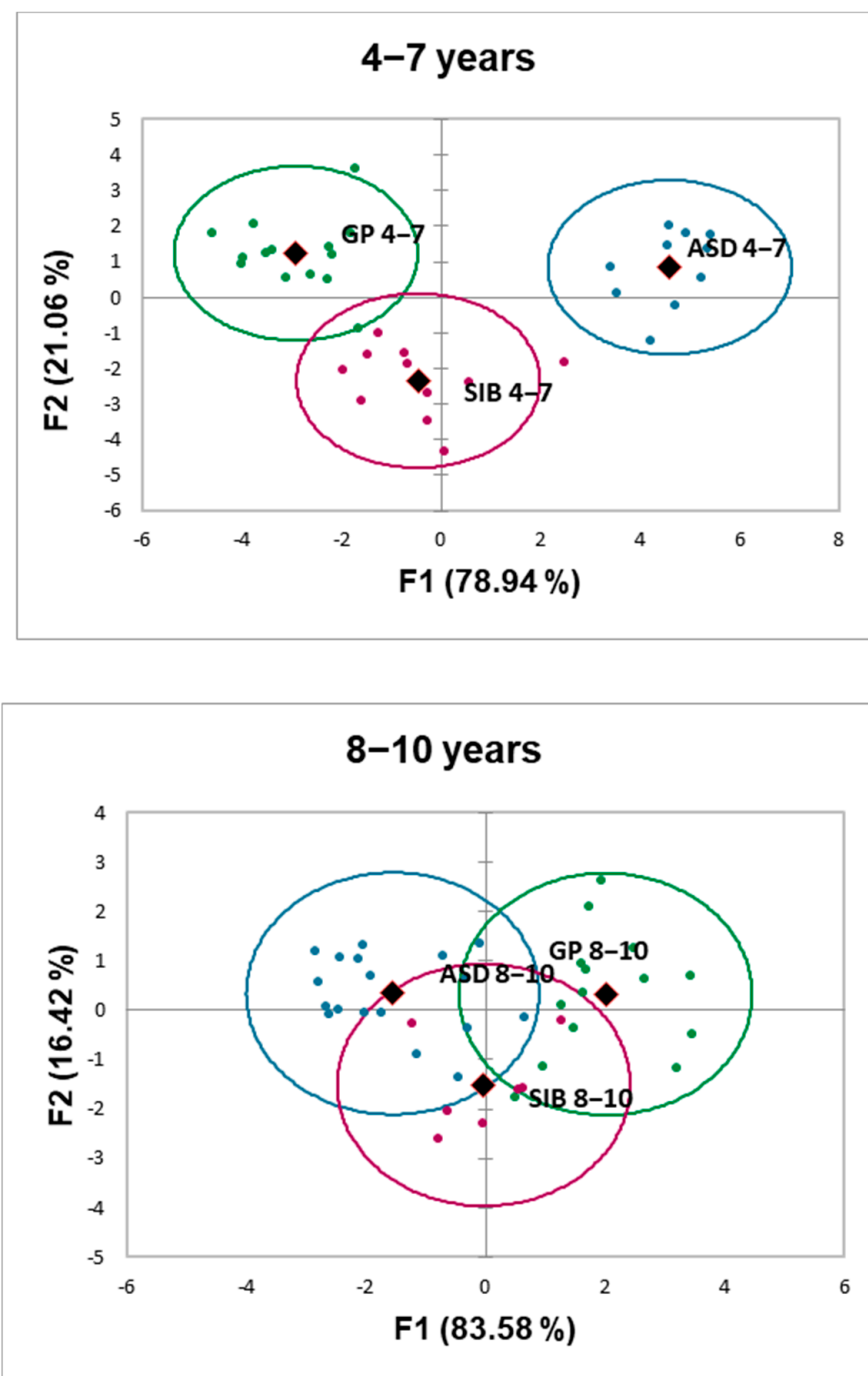 4–7 years
5
4
3
2
1
0
-1
-2
-3
-4
-5
-6
GP 4–7
ASD 4–7
SIB 4–7
F2 (21.06 %)
-6 -4 -2 0 2 4 6 8
F1 (78.94 %)
8–10 years
4
3
2
1
0
-1
-2
-3
-4
-5
GP 8–10
ASD 8–10
SIB 8–10
F2 (16.42 %)
-6 -4 -2 0 2 4 6
F1 (83.58 %)